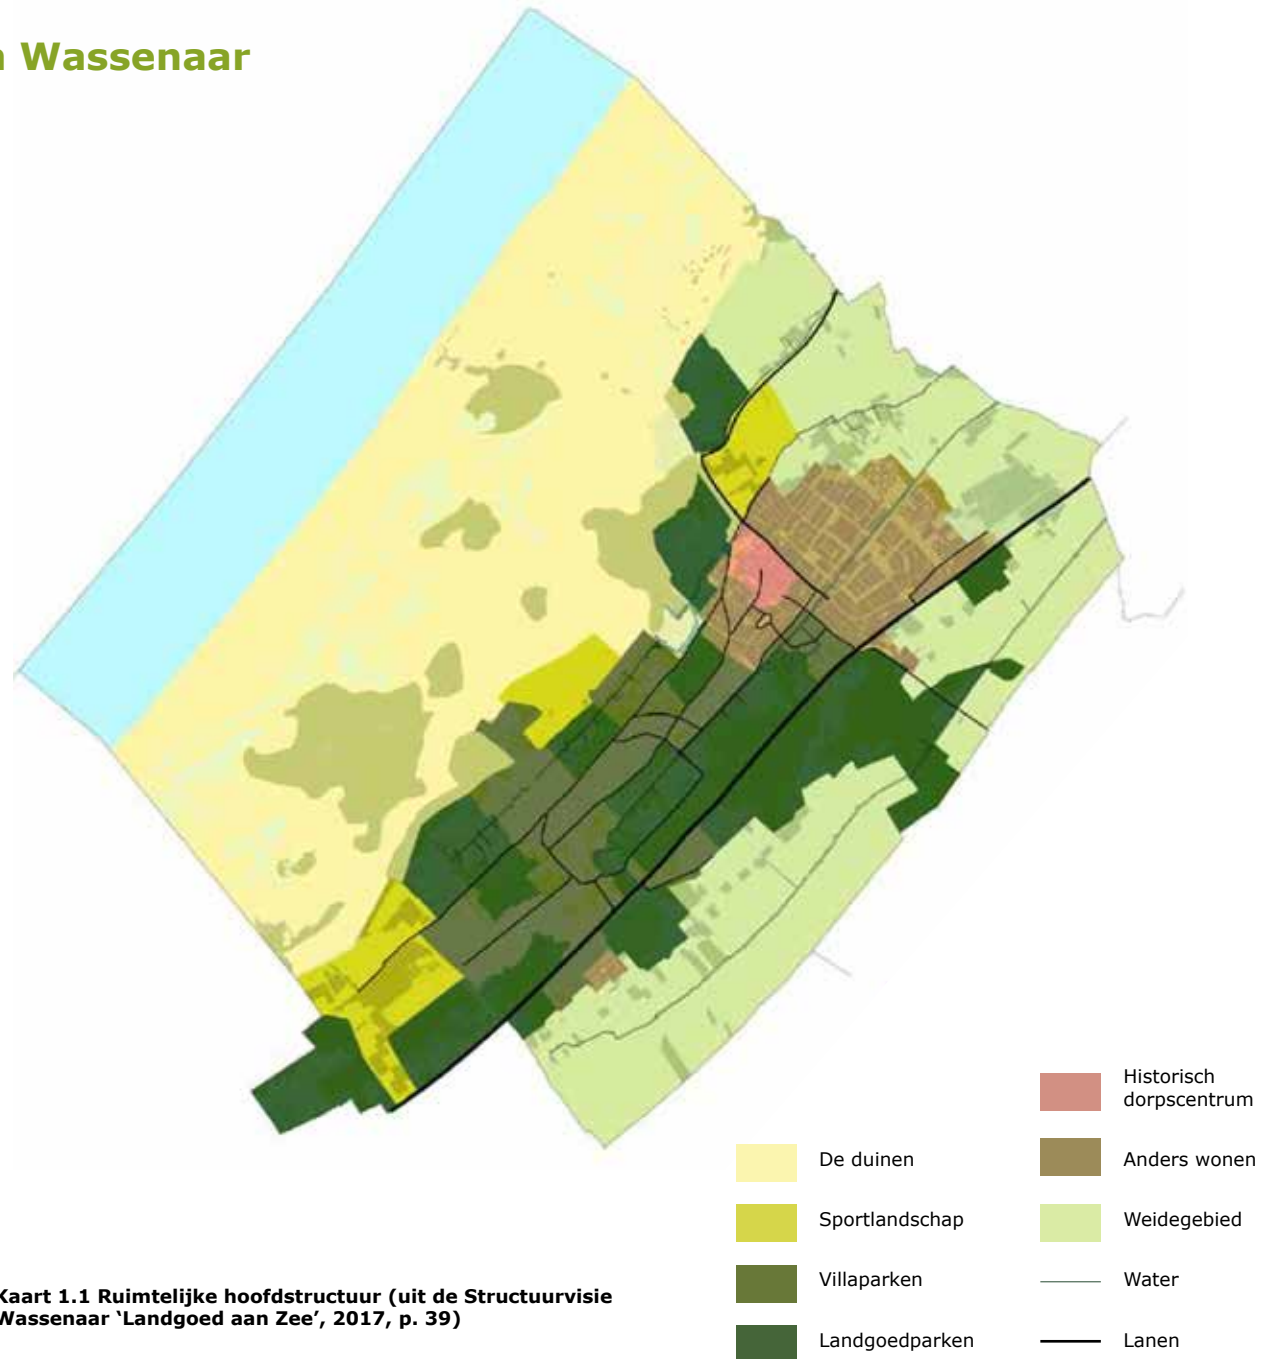 n Wassenaar
Historisch
dorpscentrum
De duinen
Anders wonen
Sportlandschap
Weidegebied
Villaparken
Water
Landgoedparken
Lanen
Kaart 1.1 Ruimtelijke hoofdstructuur (uit de Structuurvisie
Wassenaar ‘Landgoed aan Zee’, 2017, p. 39)